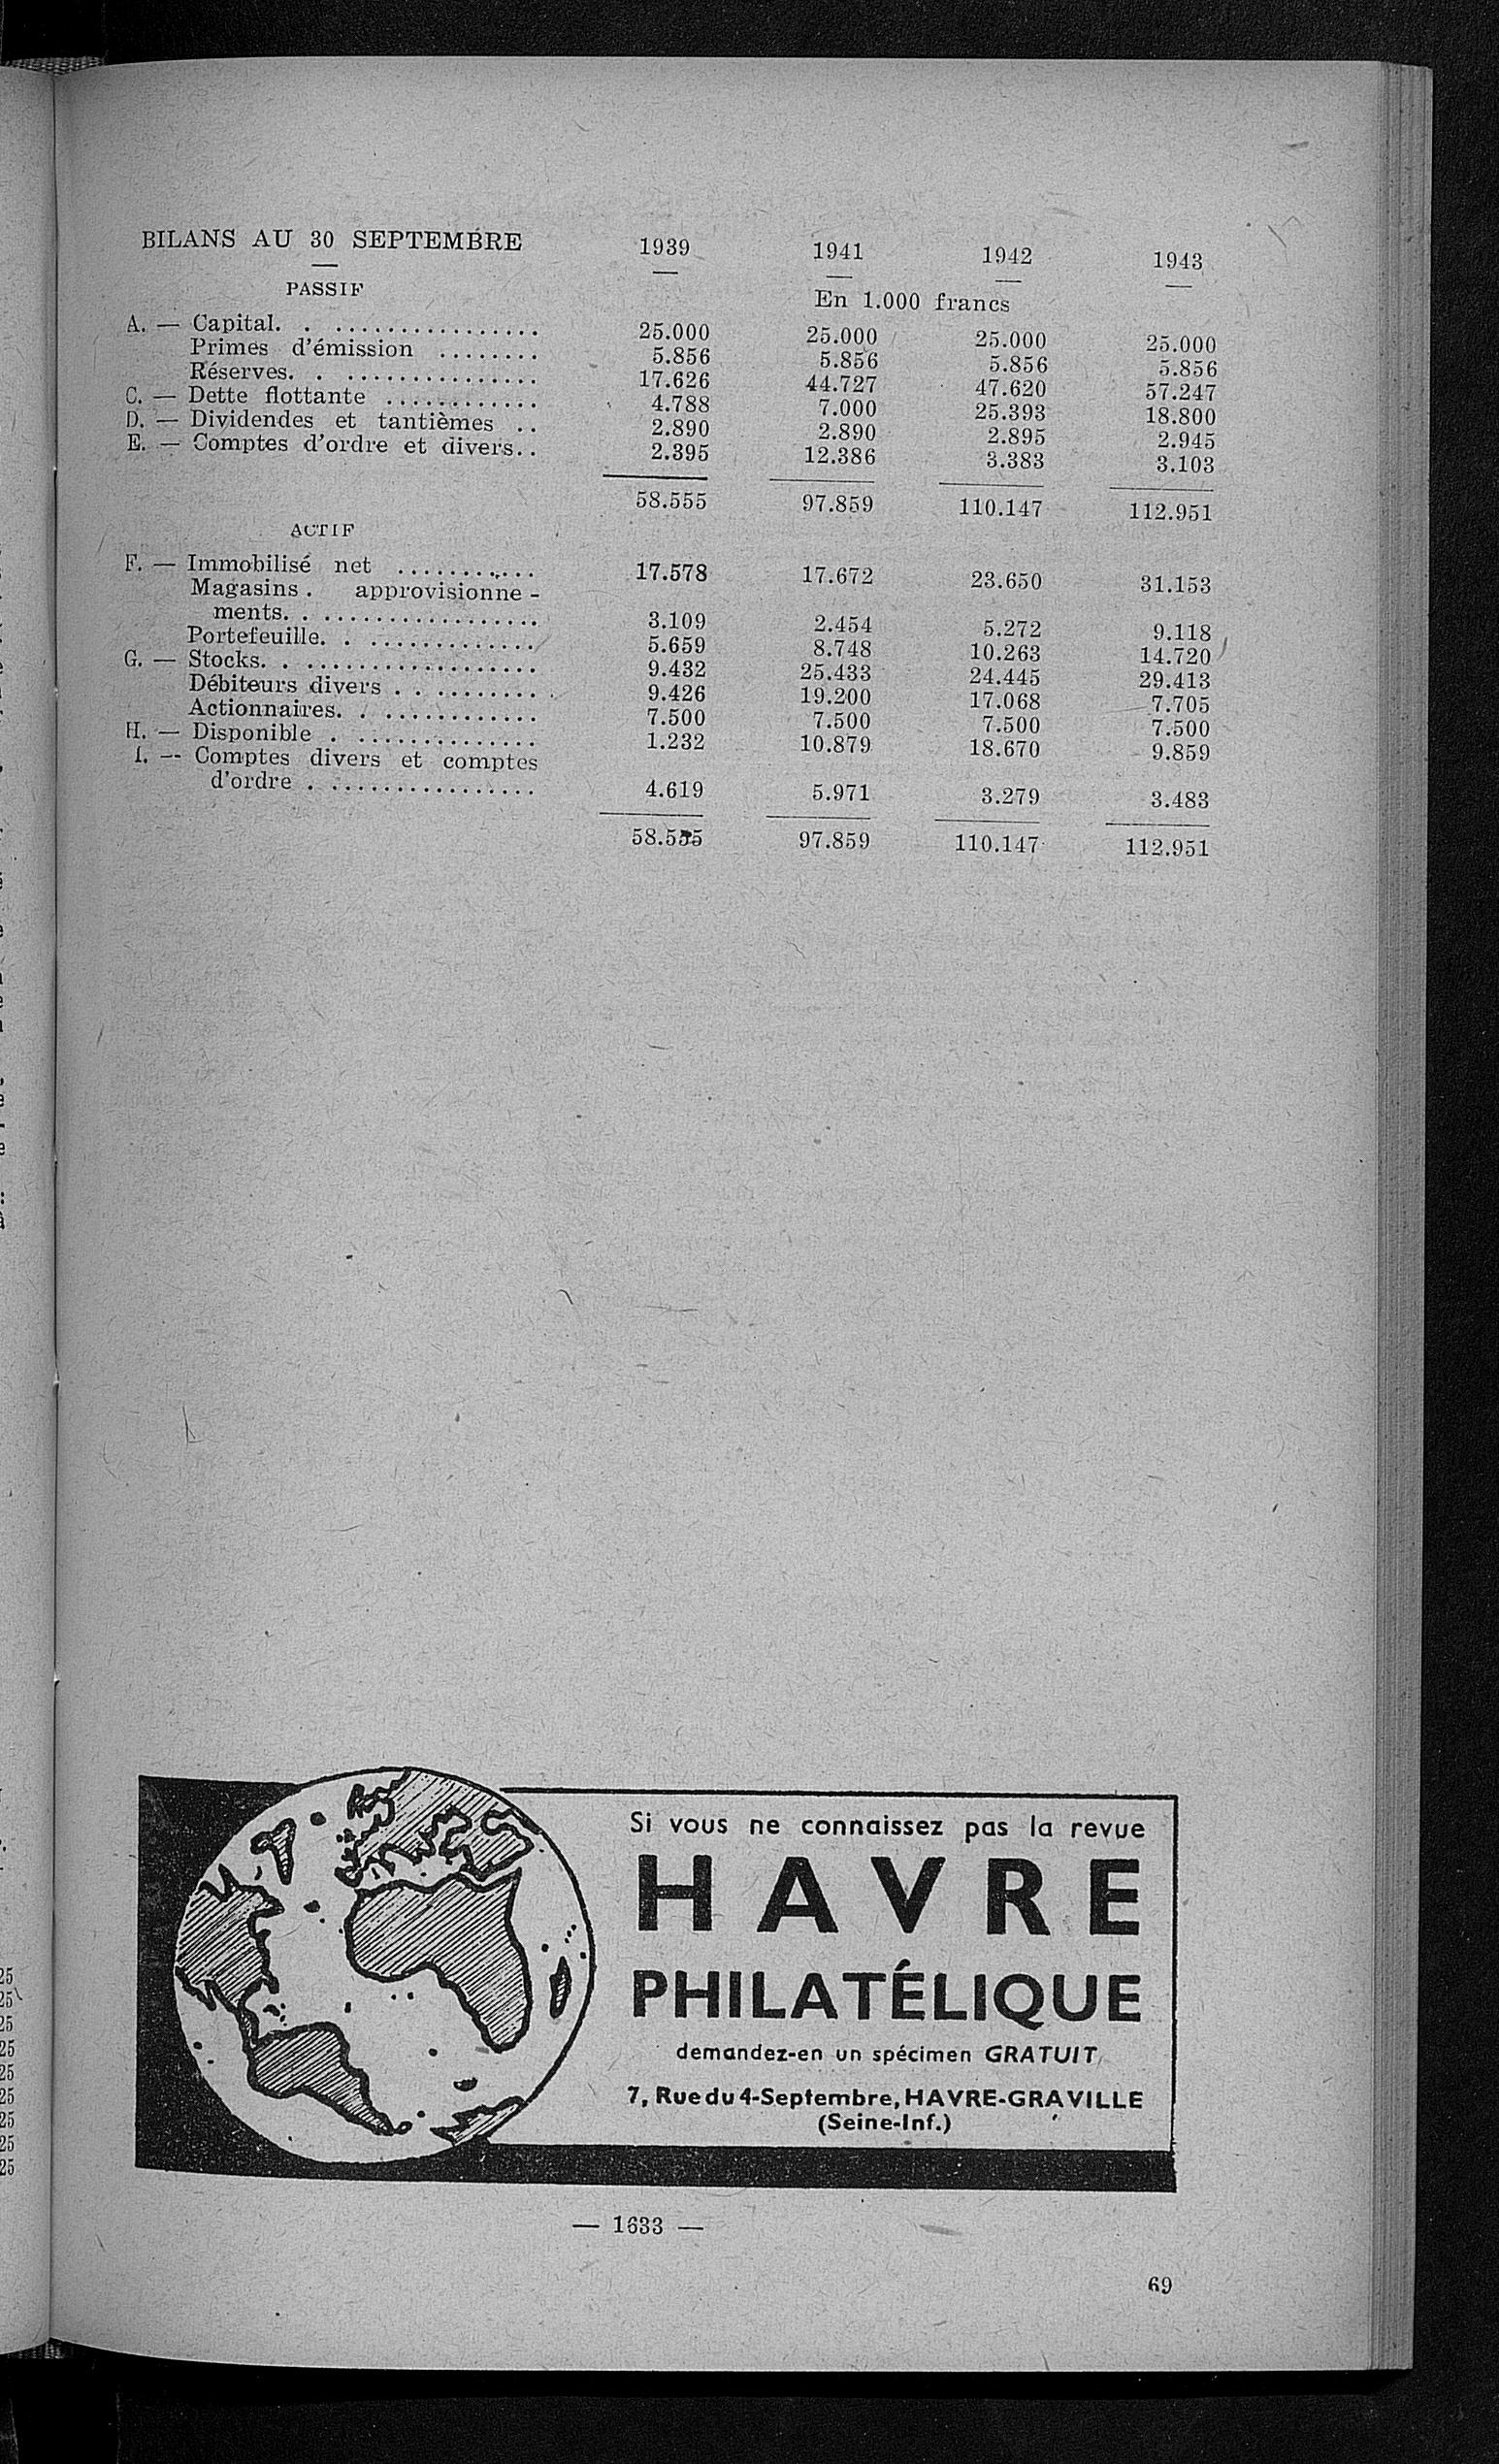 BILANS AU 30 SEPTEMBRE 1939 1941 1942 1943
PASSIF En 1.000 francs
A. — Capital. . ................ 25.000 25.000 25.000 25.000
Primes d'émission ........ 5.856 5.856 5.856 5.856
Réserves. . ............... 17.626 44.727 47.620 57.247
C. — Dette flottante ............ 4.788 7.000 25.393 18.800
D. — Dividendes et tantièmes .. 2.890 2.890 2.895 2.945
E. — Comptes d'ordre et divers.. 2.395 12.386 3.383 3.103
58.555 97.859 110.147 112.951
ACTIF
F. — Immobilisé net ........... 17.578 17.672 23.650 31.153
Magasins. approvisionne-
ments. . ................. 3.109 2.454 5.272 9.118
Portefeuille. . ............. 5.659 8.748 10.263 14.720
G. — Stocks. . .................. 9.432 25.433 24.445 29.413
Débiteurs divers . . .......... 9.426 19.200 17.068 7.705
Actionnaires. . ............ 7.500 7.500 7.500 7.500
H. — Disponible . .............. 1.232 10.879 18.670 9.859
I. -- Comptes divers et comptes
d'ordre . ................ 4.619 5.971 3.279 3.483
58.555 97.859 110.147 112.951
Si vous ne connaissez pas la revue
HAVRE
PHILATÉLIQUE
demandez-en un spécimen GRATUIT
7, Rue du 4-Septembre, HAVRE-GRAVILLE
(Seine-Inf.)
— 1633 —
69